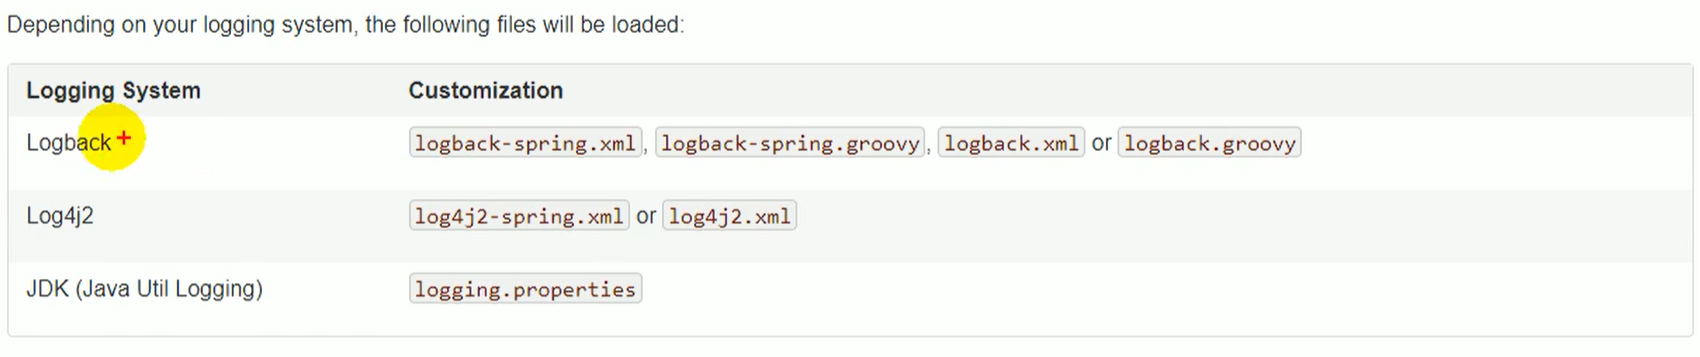 Depending on your logging system, the following files will be loaded:
Logging System Customization
Logback logback-spring.xml, logback-spring.groovy, logback.xml or logback.groovy
Log4j2 log4j2-spring.xml or log4j2.xml
JDK (Java Util Logging) logging.properties